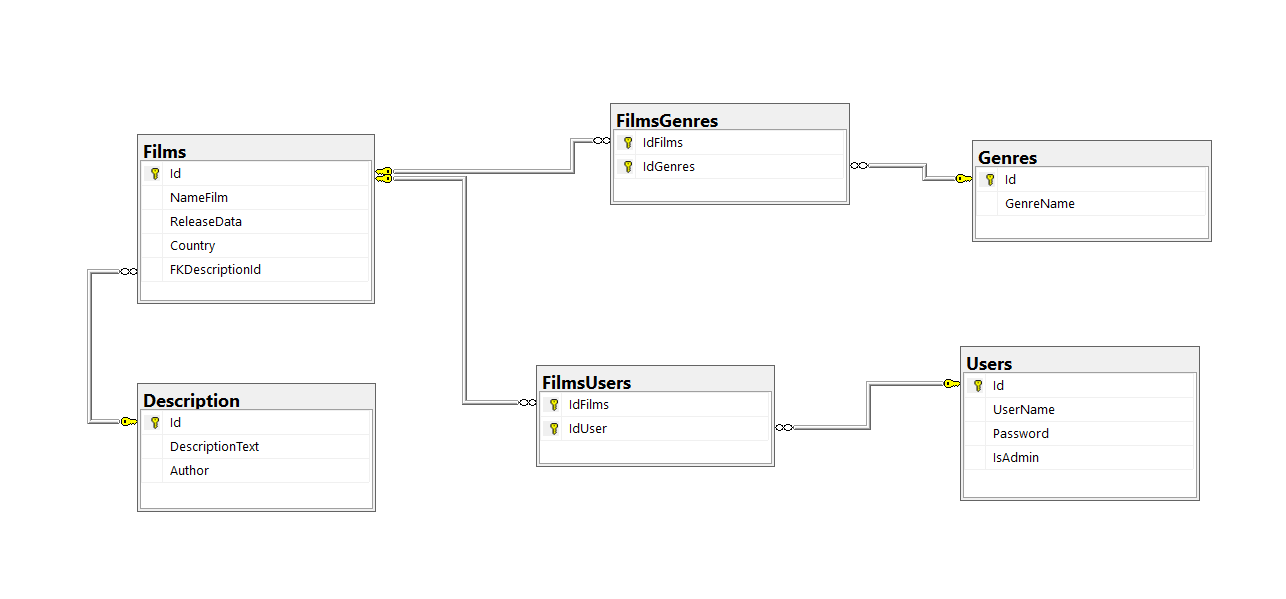 Films
Id
NameFilm
ReleaseData
Country
FKDescriptionId
Description
Id
DescriptionText
Author
FilmsGenres
IdFilms
IdGenres
Genres
Id
GenreName
FilmsUsers
IdFilms
IdUser
Users
Id
UserName
Password
IsAdmin